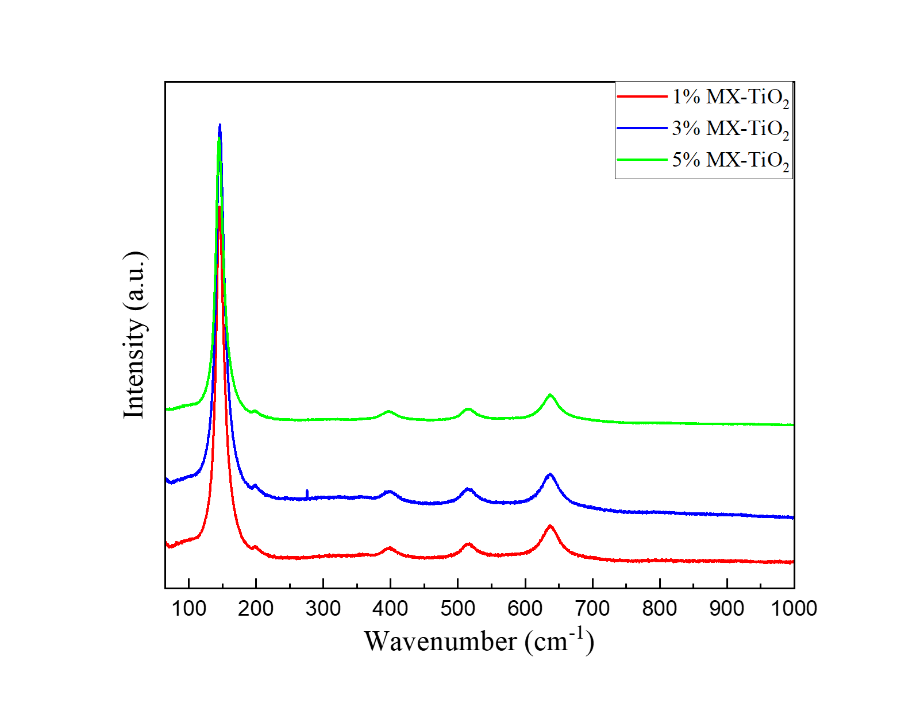 1% MX-TiO₂
3% MX-TiO₂
5% MX-TiO₂
Intensity (a.u.)
100 200 300 400 500 600 700 800 900 1000
Wavenumber (cm⁻¹)